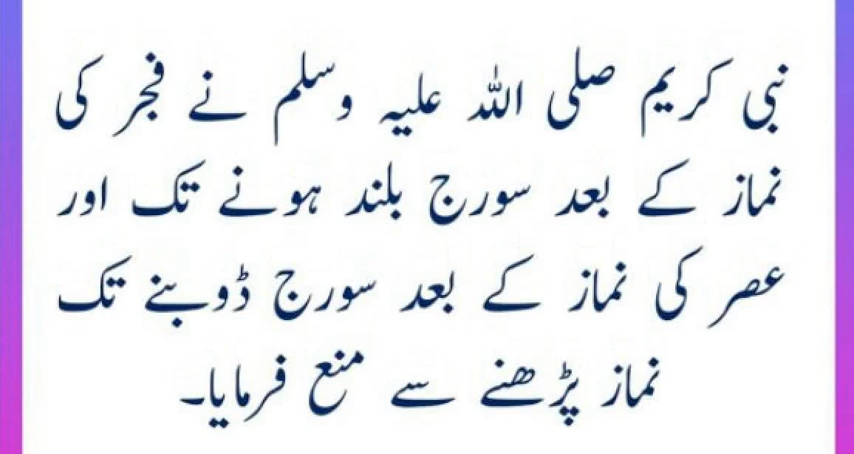 نبی کریم صلی اللہ علیہ وسلم نے فجر کی
نماز کے بعد سورج بلند ہونے تک اور
عصر کی نماز کے بعد سورج ڈوبنے تک
نماز پڑھنے سے منع فرمایا۔